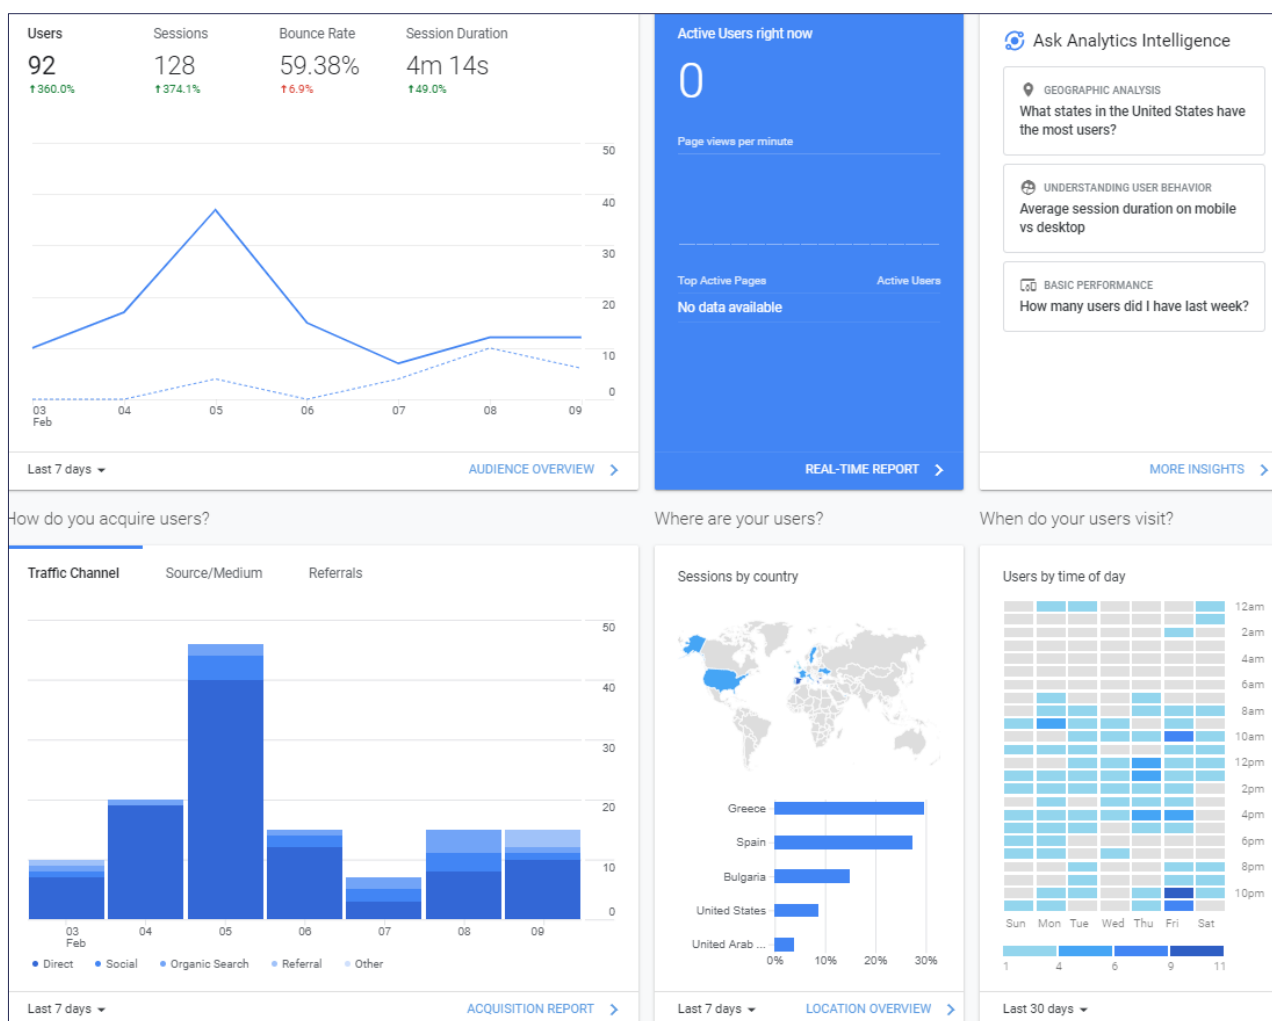 Users Sessions Bounce Rate Session Duration
92 128 59.38% 4m 14s
↑360.0% ↑374.1% ↑6.9% ↑49.0%
50
40
30
20
10
0
03 04 05 06 07 08 09
Feb
Last 7 days AUDIENCE OVERVIEW
Active Users right now
0
Page views per minute
Top Active Pages Active Users
No data available
REAL-TIME REPORT
Ask Analytics Intelligence
GEOGRAPHIC ANALYSIS
What states in the United States have
the most users?
UNDERSTANDING USER BEHAVIOR
Average session duration on mobile
vs desktop
BASIC PERFORMANCE
How many users did I have last week?
MORE INSIGHTS
How do you acquire users?
Traffic Channel Source/Medium Referrals
50
40
30
20
10
0
03 04 05 06 07 08 09
Feb
Direct Social Organic Search Referral Other
Last 7 days ACQUISITION REPORT
Where are your users?
Sessions by country
Greece
Spain
Bulgaria
United States
United Arab ...
0% 10% 20% 30%
Last 7 days LOCATION OVERVIEW
When do your users visit?
Users by time of day
12am
2am
4am
6am
8am
10am
12pm
2pm
4pm
6pm
8pm
10pm
Sun Mon Tue Wed Thu Fri Sat
1 4 6 9 11
Last 30 days